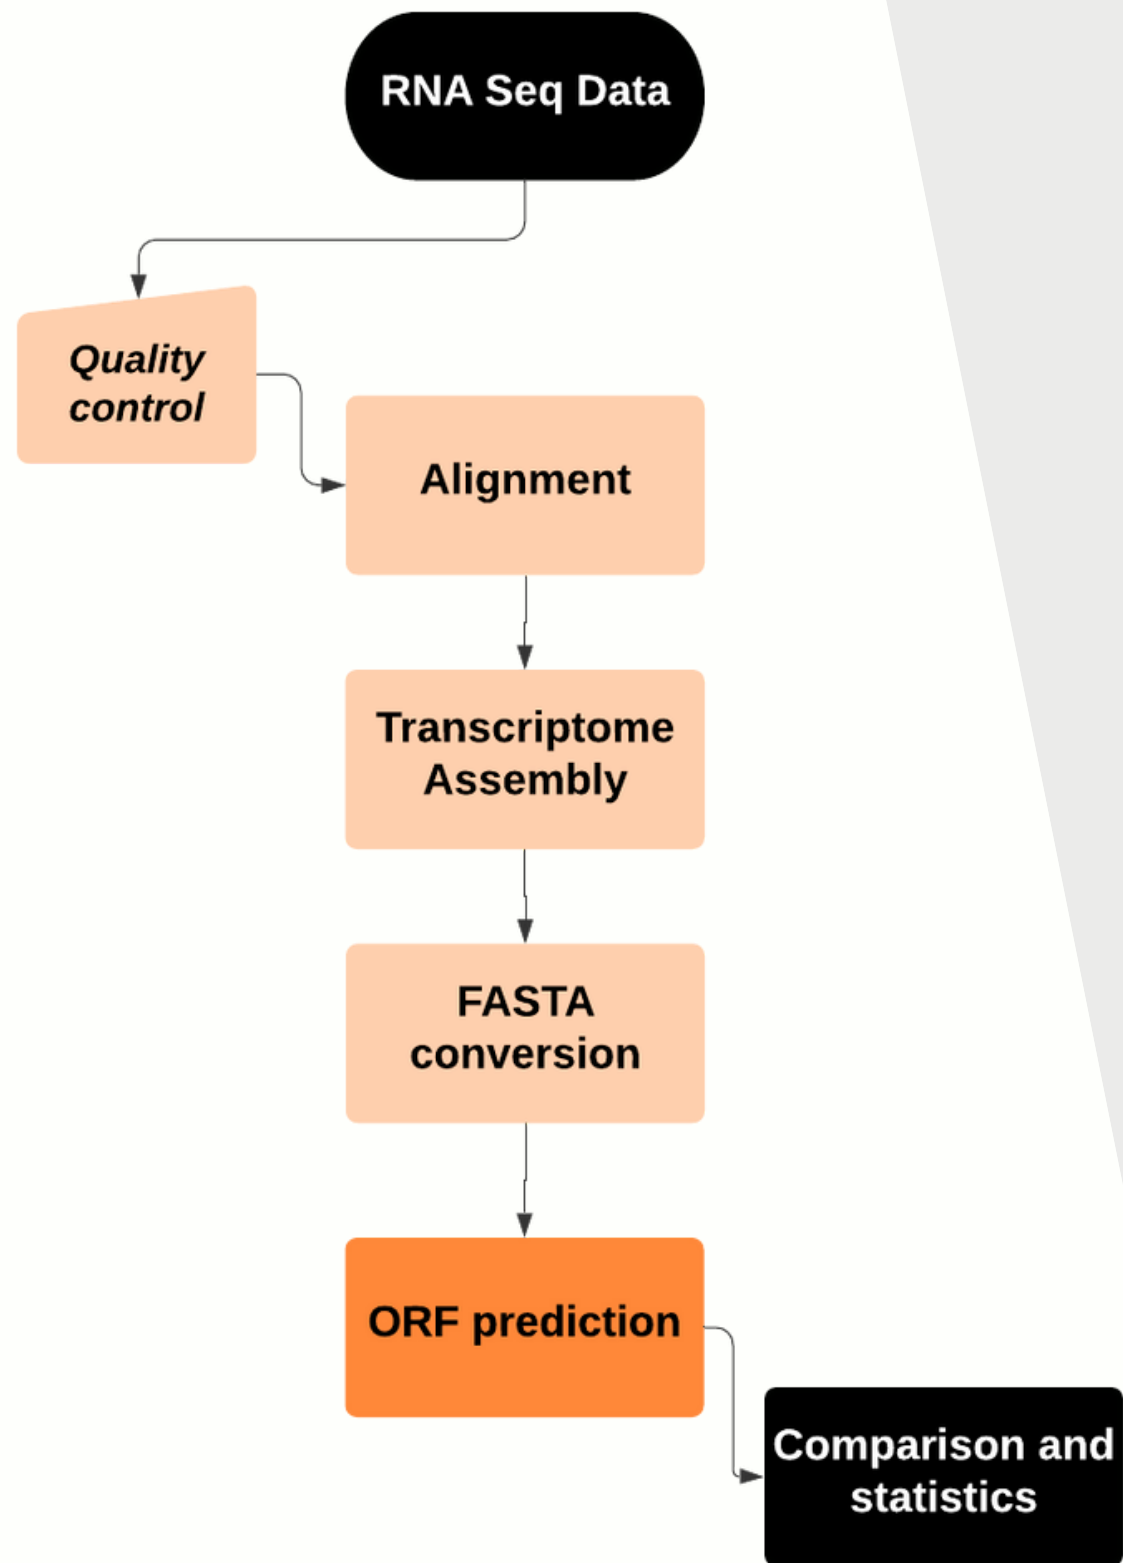 RNA Seq Data
Quality
control
Alignment
Transcriptome
Assembly
FASTA
conversion
ORF prediction
Comparison and
statistics